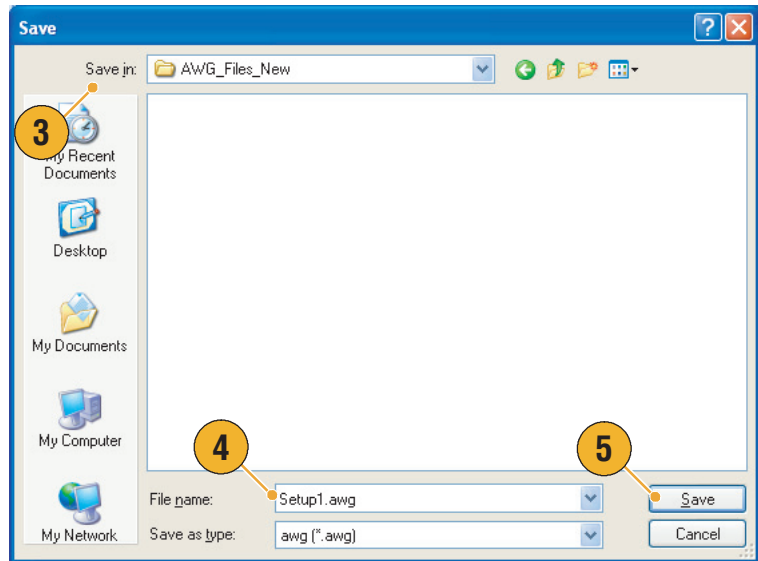 Save
Save in: AWG_Files_New
3
My Recent
Documents
Desktop
My Documents
My Computer
4
5
File name: Setup1.awg Save
My Network Save as type: awg (*.awg) Cancel